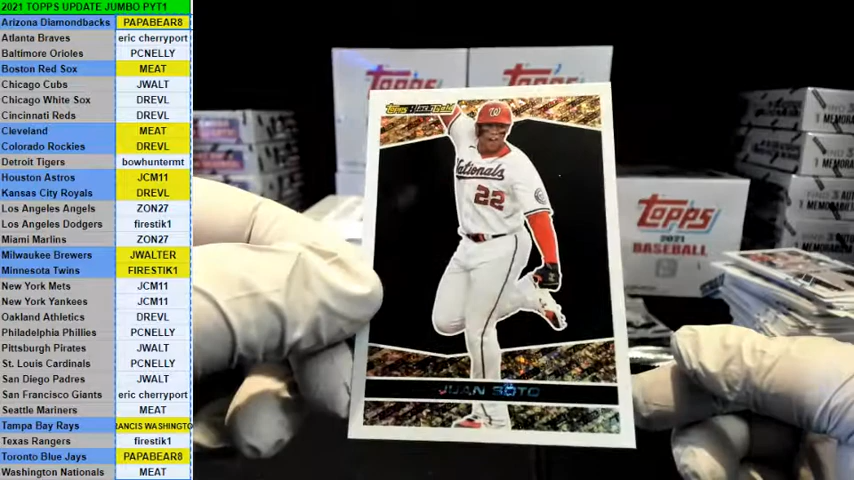 2021 TOPPS UPDATE JUMBO PYT1
Arizona Diamondbacks PAPABEAR8
Atlanta Braves eric cherryport
Baltimore Orioles PCNELLY
Boston Red Sox MEAT
Chicago Cubs JWALT
Chicago White Sox DREVL
Cincinnati Reds DREVL
Cleveland MEAT
Colorado Rockies DREVL
Detroit Tigers bowhuntermt
Houston Astros JCM11
Kansas City Royals DREVL
Los Angeles Angels ZON27
Los Angeles Dodgers firestik1
Miami Marlins ZON27
Milwaukee Brewers JWALTER
Minnesota Twins FIRESTIK1
New York Mets JCM11
New York Yankees JCM11
Oakland Athletics DREVL
Philadelphia Phillies PCNELLY
Pittsburgh Pirates JWALT
St. Louis Cardinals PCNELLY
San Diego Padres JWALT
San Francisco Giants eric cherryport
Seattle Mariners MEAT
Tampa Bay Rays RANCIS WASHINGTO
Texas Rangers firestik1
Toronto Blue Jays PAPABEAR8
Washington Nationals MEAT
TOPPS TOPPS
Topps Black Gold
W
Nationals
22
JUAN SOTO
TOPPS
2021
BASEBALL